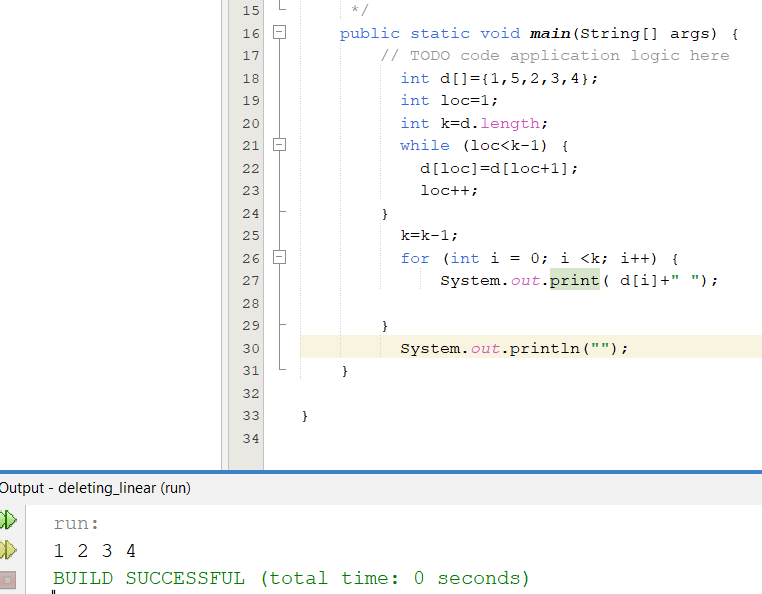 15 */
16 public static void main(String[] args) {
17 // TODO code application logic here
18 int d[]={1,5,2,3,4};
19 int loc=1;
20 int k=d.length;
21 while (loc<k-1) {
22 d[loc]=d[loc+1];
23 loc++;
24 }
25 k=k-1;
26 for (int i = 0; i <k; i++) {
27 System.out.print( d[i]+" ");
28
29 }
30 System.out.println("");
31 }
32
33 }
34
Output - deleting_linear (run)
run:
1 2 3 4
BUILD SUCCESSFUL (total time: 0 seconds)